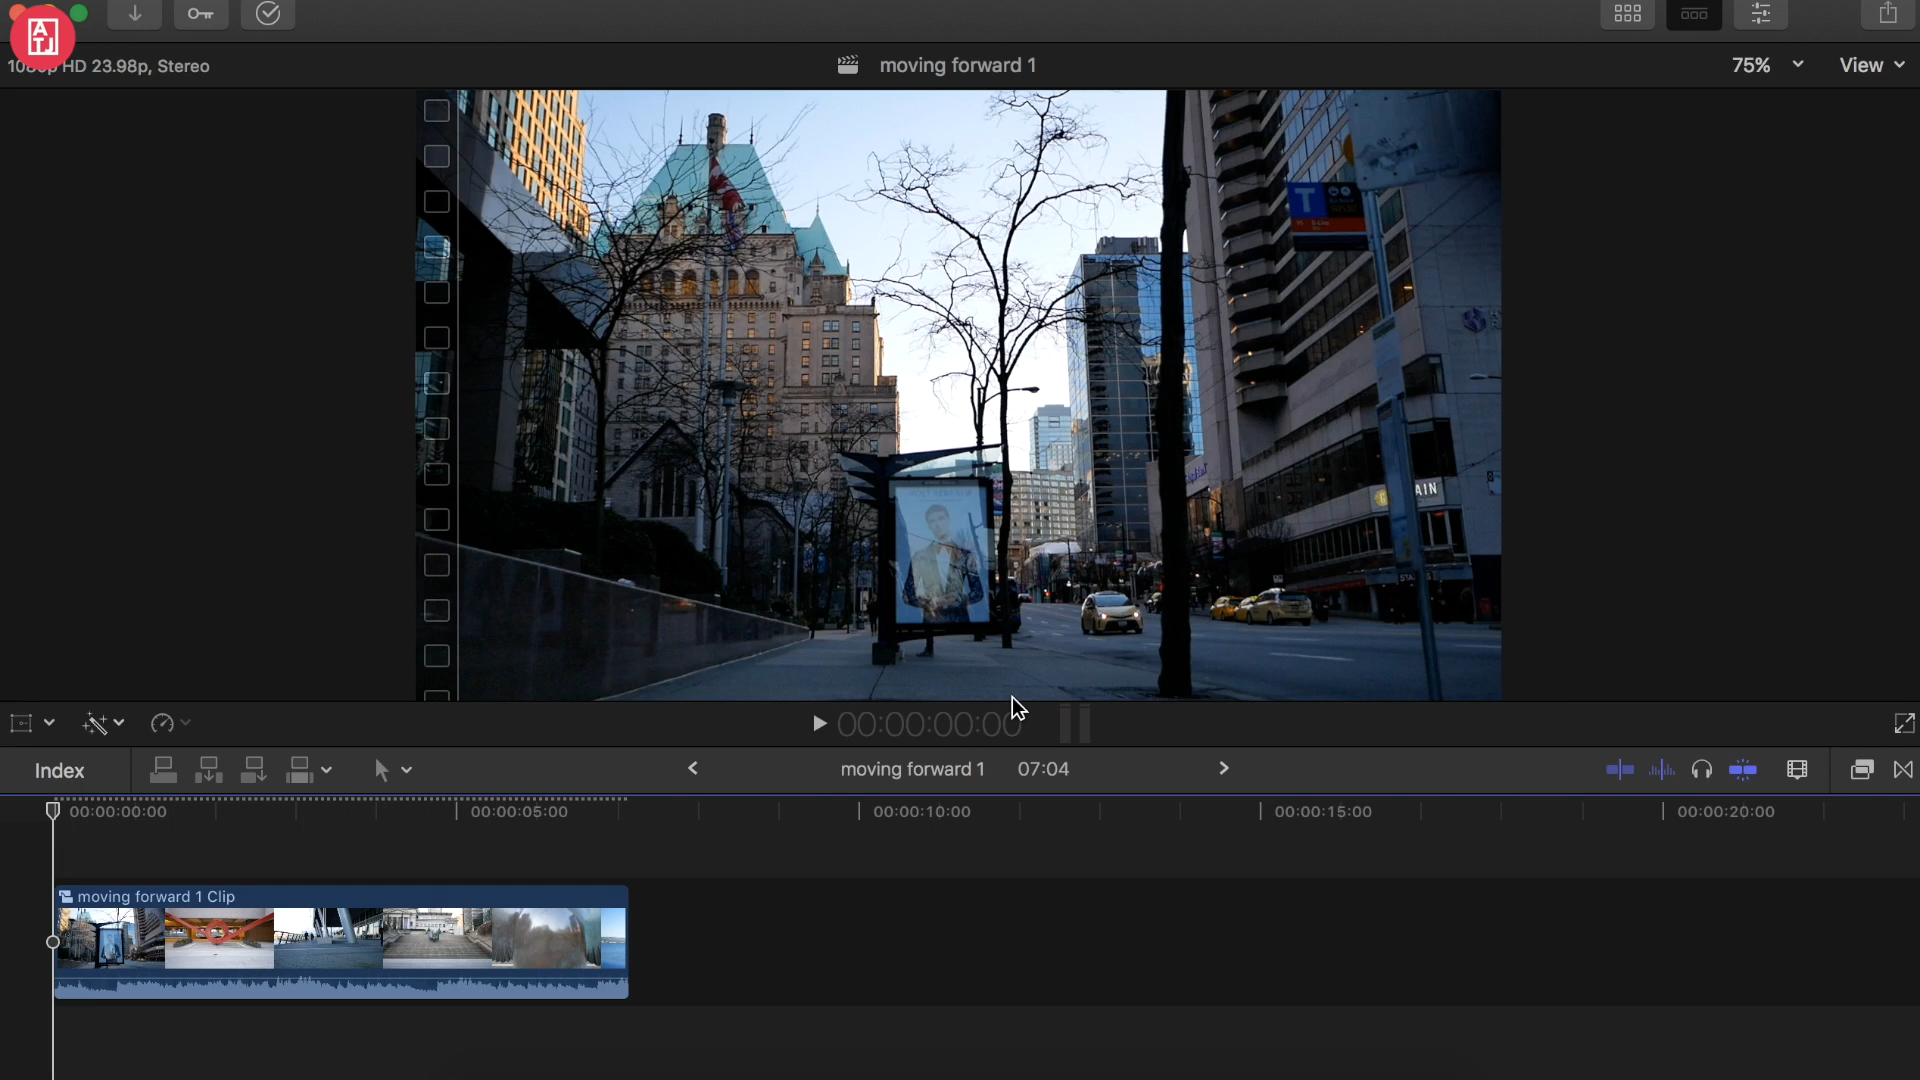 ATJ
1080p HD 23.98p, Stereo
moving forward 1
75%
View
T
AIN
00:00:00:00
Index
moving forward 1 07:04
00:00:00:00
00:00:05:00
00:00:10:00
00:00:15:00
00:00:20:00
moving forward 1 Clip